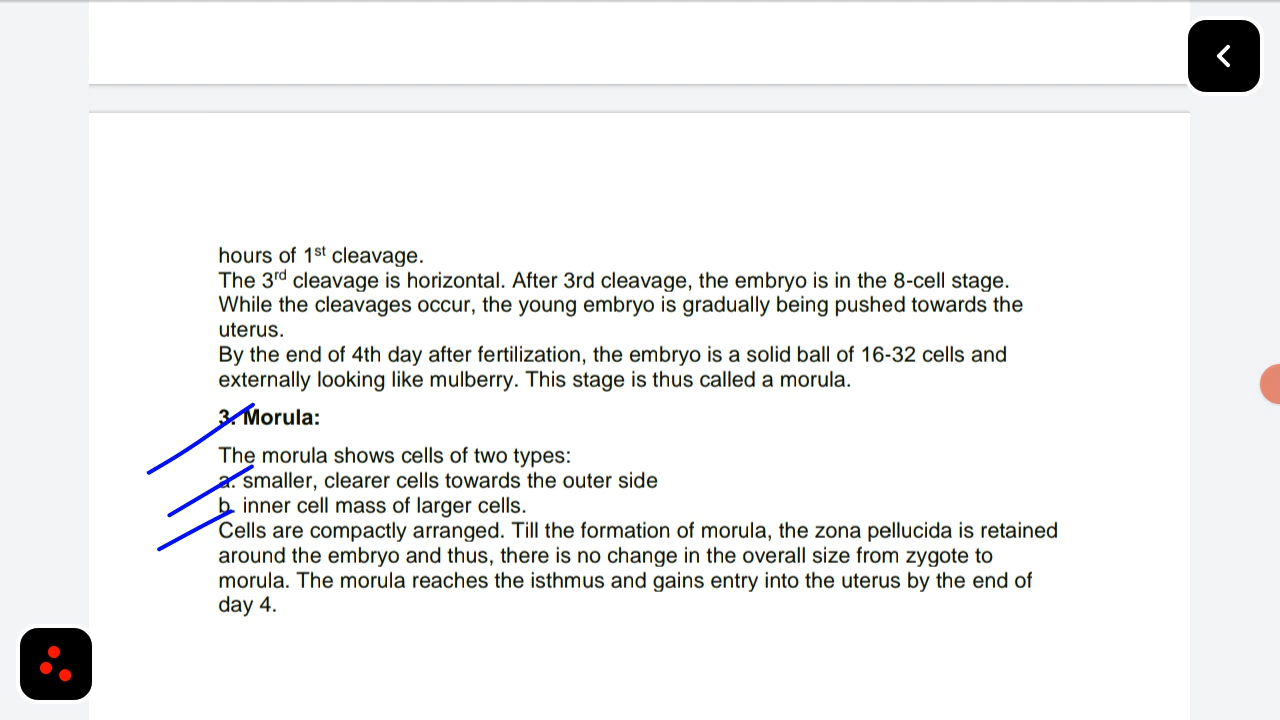 hours of 1st cleavage.
The 3rd cleavage is horizontal. After 3rd cleavage, the embryo is in the 8-cell stage.
While the cleavages occur, the young embryo is gradually being pushed towards the
uterus.
By the end of 4th day after fertilization, the embryo is a solid ball of 16-32 cells and
externally looking like mulberry. This stage is thus called a morula.
3. Morula:
The morula shows cells of two types:
a. smaller, clearer cells towards the outer side
b. inner cell mass of larger cells.
Cells are compactly arranged. Till the formation of morula, the zona pellucida is retained
around the embryo and thus, there is no change in the overall size from zygote to
morula. The morula reaches the isthmus and gains entry into the uterus by the end of
day 4.